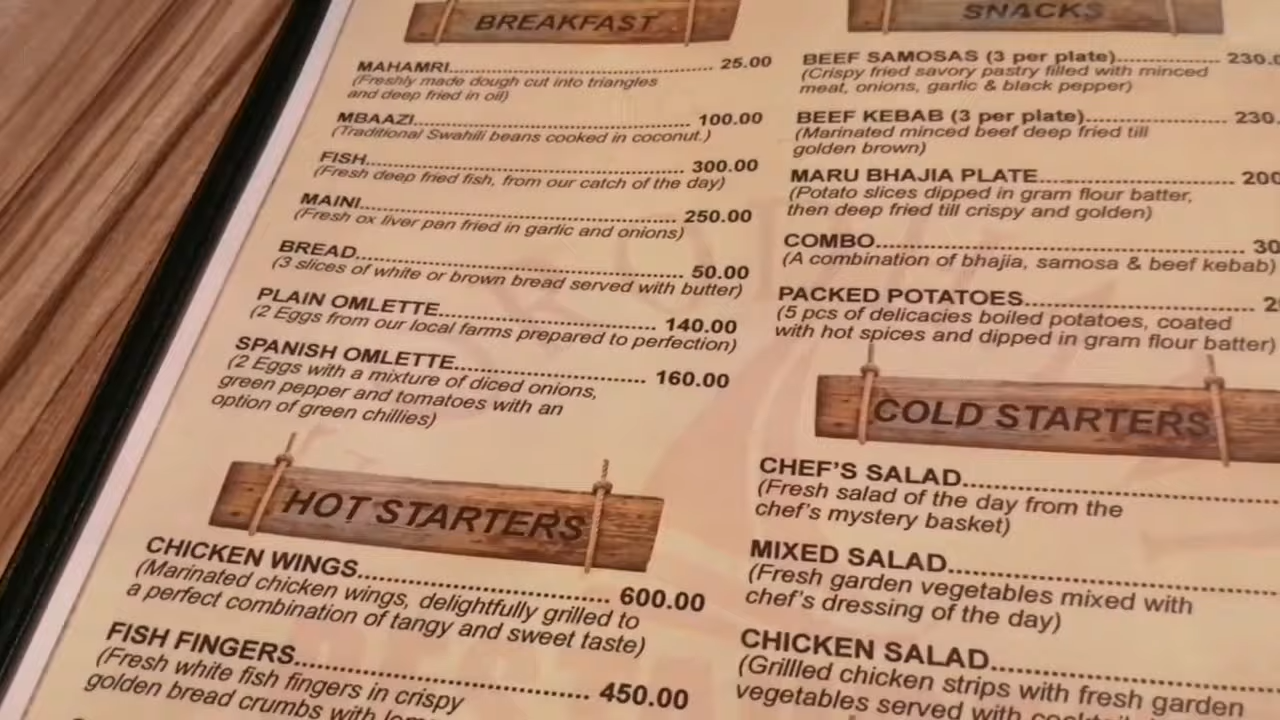 BREAKFAST
MAHAMRI........ 25.00
(Freshly made dough cut into triangles
and deep fried in oil)
MBAAZI........ 100.00
(Traditional Swahili beans cooked in coconut.)
FISH........ 300.00
(Fresh deep fried fish, from our catch of the day)
MAINI........ 250.00
(Fresh ox liver pan fried in garlic and onions)
BREAD........ 50.00
(3 slices of white or brown bread served with butter)
PLAIN OMLETTE........ 140.00
(2 Eggs from our local farms prepared to perfection)
SPANISH OMLETTE........ 160.00
(2 Eggs with a mixture of diced onions,
green pepper and tomatoes with an
option of green chillies)
HOT STARTERS
CHICKEN WINGS........ 600.00
(Marinated chicken wings, delightfully grilled to
a perfect combination of tangy and sweet taste)
FISH FINGERS........ 450.00
(Fresh white fish fingers in crispy
golden bread crumbs with
SNACKS
BEEF SAMOSAS (3 per plate)........ 230.
(Crispy fried savory pastry filled with minced
meat, onions, garlic & black pepper)
BEEF KEBAB (3 per plate)........ 230.
(Marinated minced beef deep fried till
golden brown)
MARU BHAJIA PLATE........ 200
(Potato slices dipped in gram flour batter,
then deep fried till crispy and golden)
COMBO........ 30
(A combination of bhajia, samosa & beef kebab)
PACKED POTATOES........ 2
(5 pcs of delicacies boiled potatoes, coated
with hot spices and dipped in gram flour batter)
COLD STARTERS
CHEF'S SALAD........
(Fresh salad of the day from the
chef's mystery basket)
MIXED SALAD........
(Fresh garden vegetables mixed with
chef's dressing of the day)
CHICKEN SALAD........
(Grillled chicken strips with fresh garden
vegetables served with